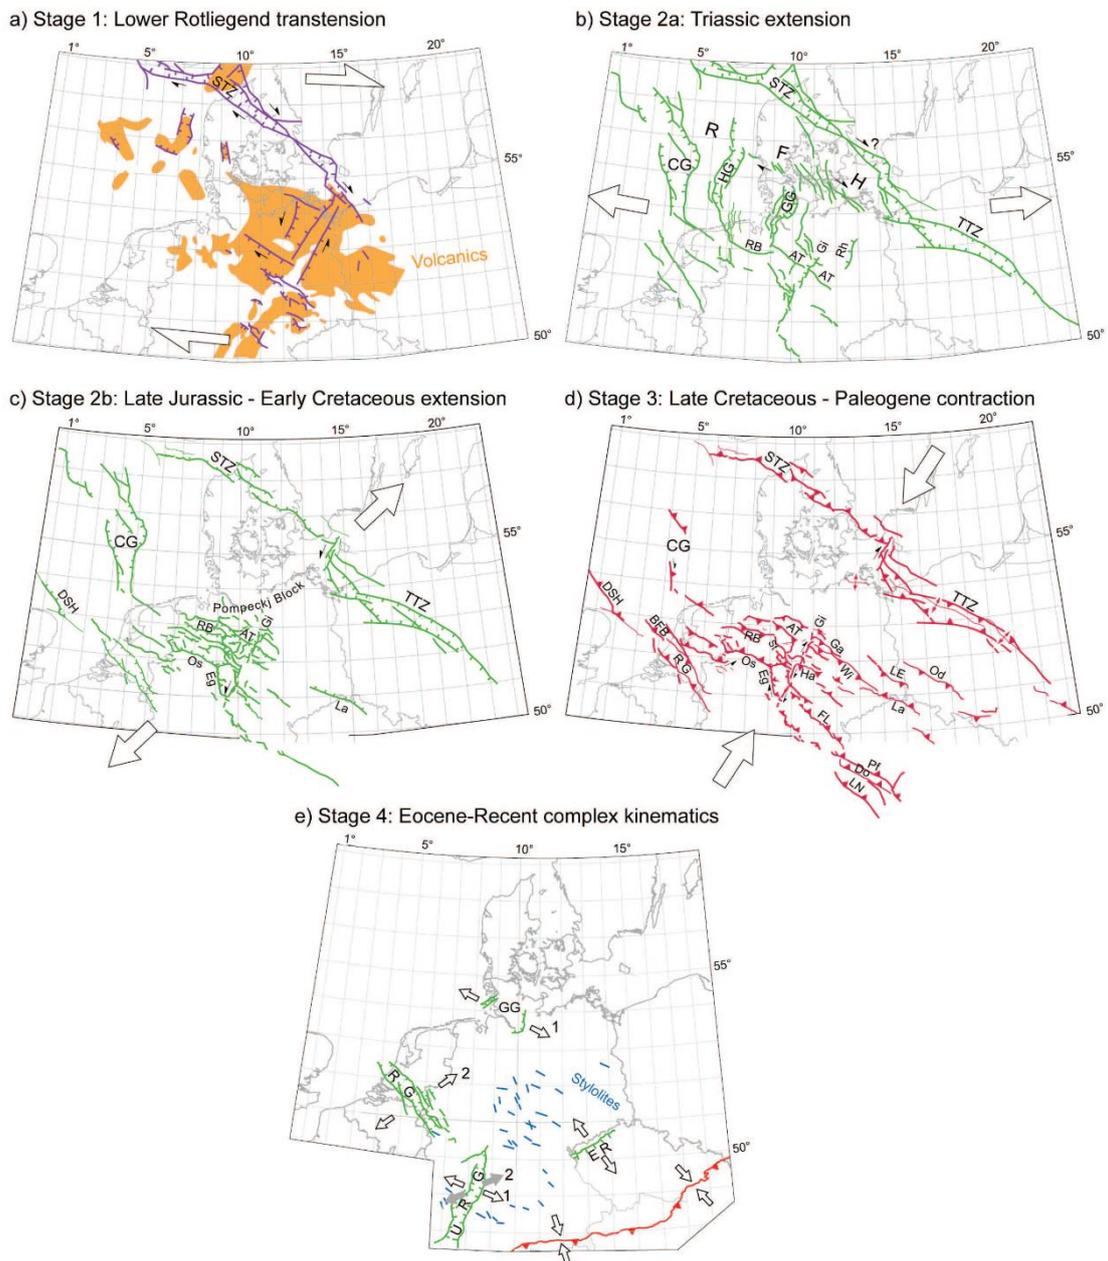 a) Stage 1: Lower Rotliegend transtension
1° 5° 10° 15° 20°
STZ
55°
Volcanics
50°
b) Stage 2a: Triassic extension
1° 5° 10° 15° 20°
STZ
R
F
?
55°
CG
HG
H
GG
TTZ
RB
AT
Gi
Rh
AT
50°
c) Stage 2b: Late Jurassic - Early Cretaceous extension
1° 5° 10° 15° 20°
STZ
CG
55°
DSH
Pompeckj Block
TTZ
RB
AT
Gi
Os
Eg
La
50°
d) Stage 3: Late Cretaceous - Paleogene contraction
1° 5° 10° 15° 20°
STZ
CG
55°
DSH
TTZ
BFB
RG
RB
AT
Gi
Ga
Os
Eg
Ha
Wi
LE
Od
La
FL
50°
Pf
Do
LN
e) Stage 4: Eocene-Recent complex kinematics
1° 5° 10° 15°
55°
GG
1
RG
2
Stylolites
ER
50°
URG
2
1